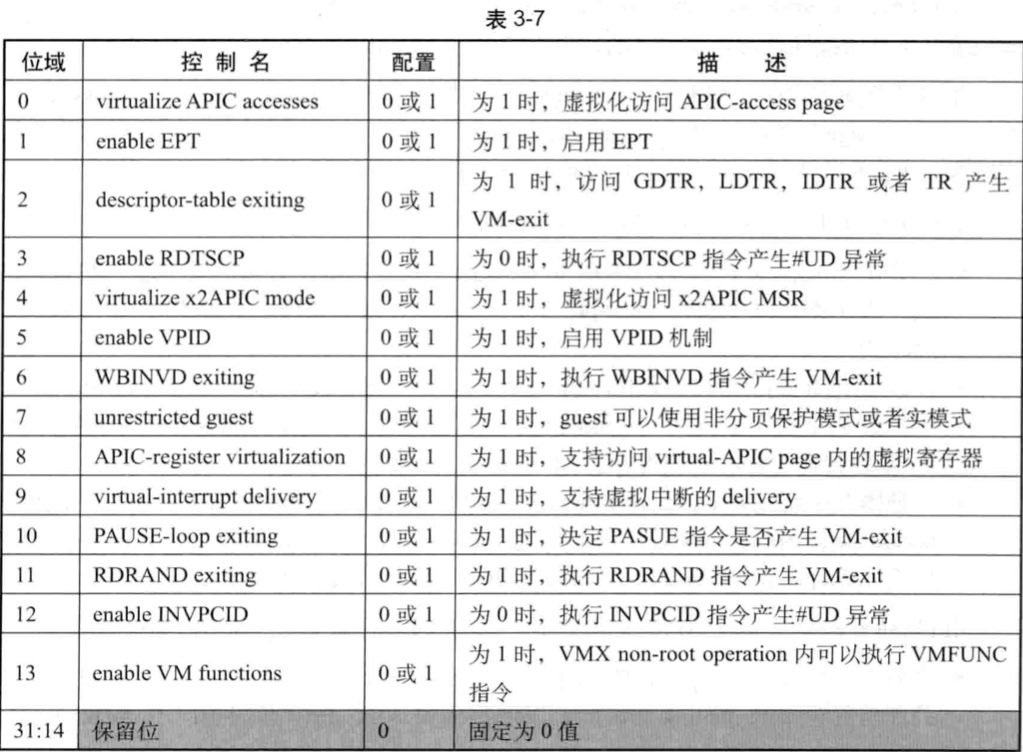 表 3-7
位域 控制名 配置 描述
0 virtualize APIC accesses 0 或 1 为 1 时，虚拟化访问 APIC-access page
1 enable EPT 0 或 1 为 1 时，启用 EPT
2 descriptor-table exiting 0 或 1 为 1 时，访问 GDTR，LDTR，IDTR 或者 TR 产生
VM-exit
3 enable RDTSCP 0 或 1 为 0 时，执行 RDTSCP 指令产生#UD 异常
4 virtualize x2APIC mode 0 或 1 为 1 时，虚拟化访问 x2APIC MSR
5 enable VPID 0 或 1 为 1 时，启用 VPID 机制
6 WBINVD exiting 0 或 1 为 1 时，执行 WBINVD 指令产生 VM-exit
7 unrestricted guest 0 或 1 为 1 时，guest 可以使用非分页保护模式或者实模式
8 APIC-register virtualization 0 或 1 为 1 时，支持访问 virtual-APIC page 内的虚拟寄存器
9 virtual-interrupt delivery 0 或 1 为 1 时，支持虚拟中断的 delivery
10 PAUSE-loop exiting 0 或 1 为 1 时，决定 PASUE 指令是否产生 VM-exit
11 RDRAND exiting 0 或 1 为 1 时，执行 RDRAND 指令产生 VM-exit
12 enable INVPCID 0 或 1 为 0 时，执行 INVPCID 指令产生#UD 异常
13 enable VM functions 0 或 1 为 1 时，VMX non-root operation 内可以执行 VMFUNC
指令
31:14 保留位 0 固定为 0 值